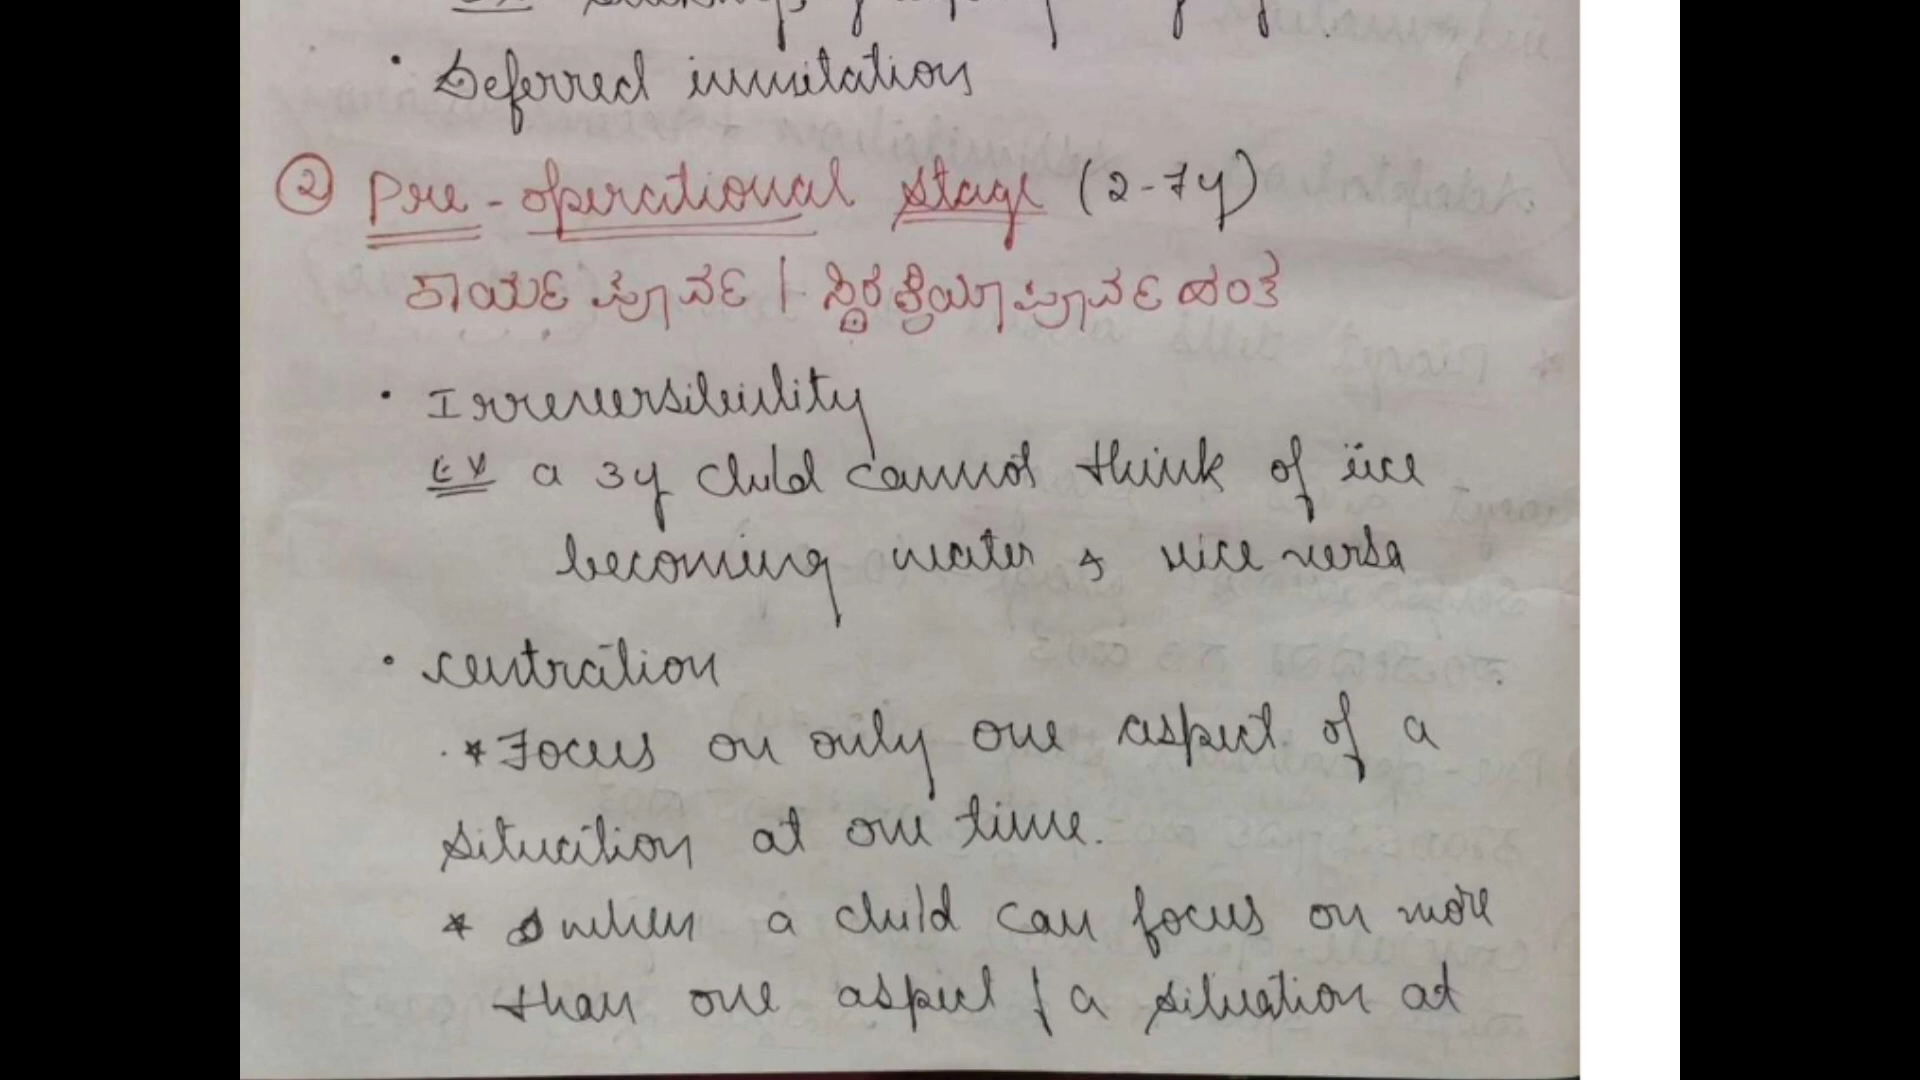 • Deferred imitation
② Pre-operational stage (2-7y)
ಕಾರ್ಯ ಪೂರ್ವ / ಸ್ಥಿರಕ್ರಿಯಾಪೂರ್ವ ಹಂತ
• Irreversibility
Ex a 3y child cannot think of ice
becoming water & vice versa
• centration
* Focus on only one aspect of a
situation at one time.
* when a child can focus on more
than one aspect of a situation at